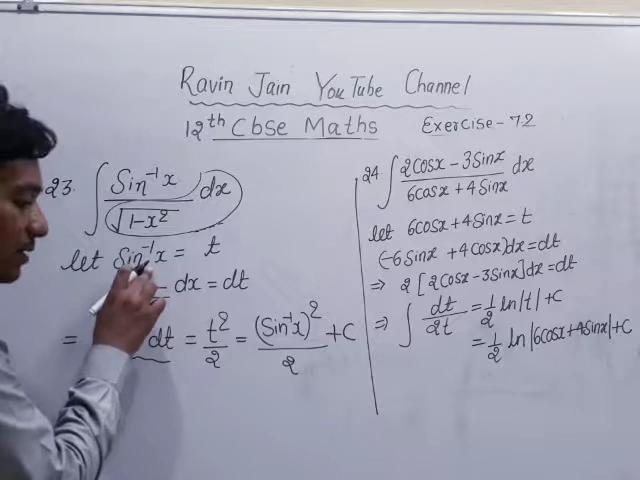 Ravin Jain YouTube Channel
12th Cbse Maths Exercise-7.2
23. ∫ Sin⁻¹x / √1-x² dx
let Sin⁻¹x = t
dx = dt
= dt = t²/2 = (Sin⁻¹x)²/2 + C
24 ∫ 2Cosx - 3Sinx / 6cosx + 4Sinx dx
let 6Cosx + 4Sinx = t
(-6Sinx + 4Cosx)dx = dt
⇒ 2[2Cosx - 3Sinx]dx = dt
⇒ ∫ dt/2t = 1/2 ln|t| + C
= 1/2 ln|6Cosx + 4Sinx| + C